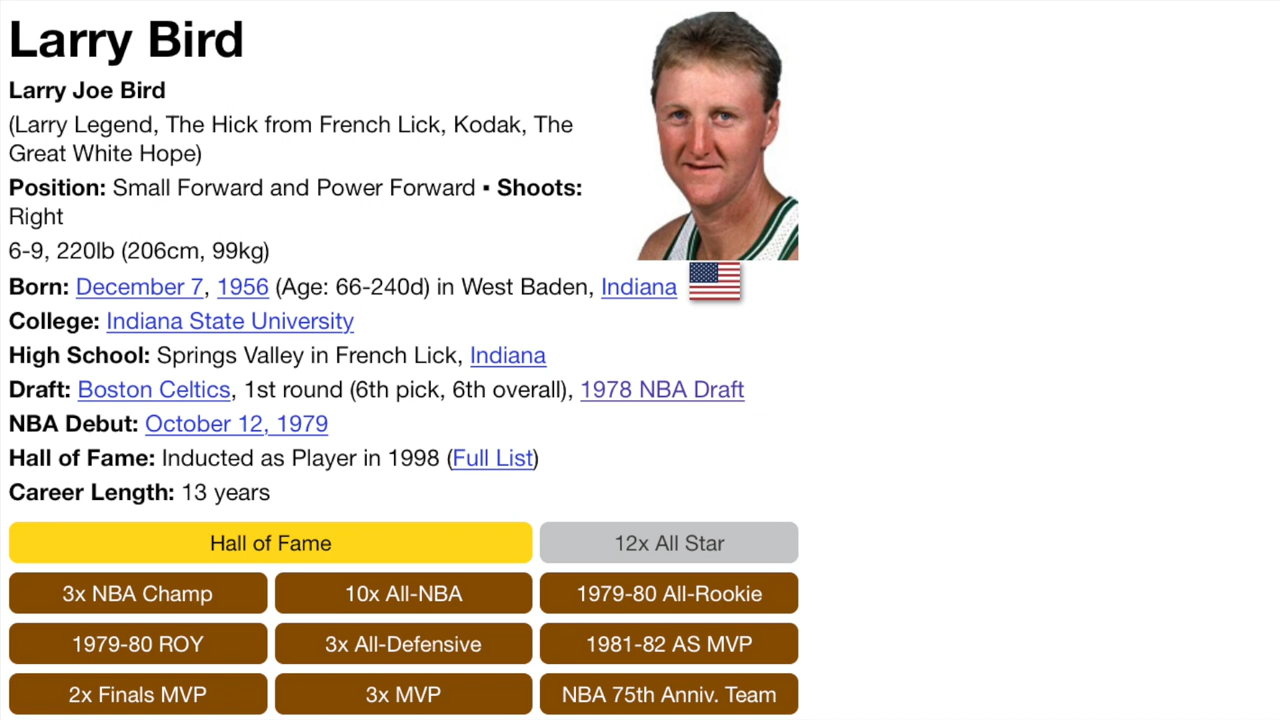 Larry Bird
Larry Joe Bird
(Larry Legend, The Hick from French Lick, Kodak, The
Great White Hope)
Position: Small Forward and Power Forward ▪ Shoots:
Right
6-9, 220lb (206cm, 99kg)
Born: December 7, 1956 (Age: 66-240d) in West Baden, Indiana
College: Indiana State University
High School: Springs Valley in French Lick, Indiana
Draft: Boston Celtics, 1st round (6th pick, 6th overall), 1978 NBA Draft
NBA Debut: October 12, 1979
Hall of Fame: Inducted as Player in 1998 (Full List)
Career Length: 13 years
Hall of Fame 12x All Star
3x NBA Champ 10x All-NBA 1979-80 All-Rookie
1979-80 ROY 3x All-Defensive 1981-82 AS MVP
2x Finals MVP 3x MVP NBA 75th Anniv. Team